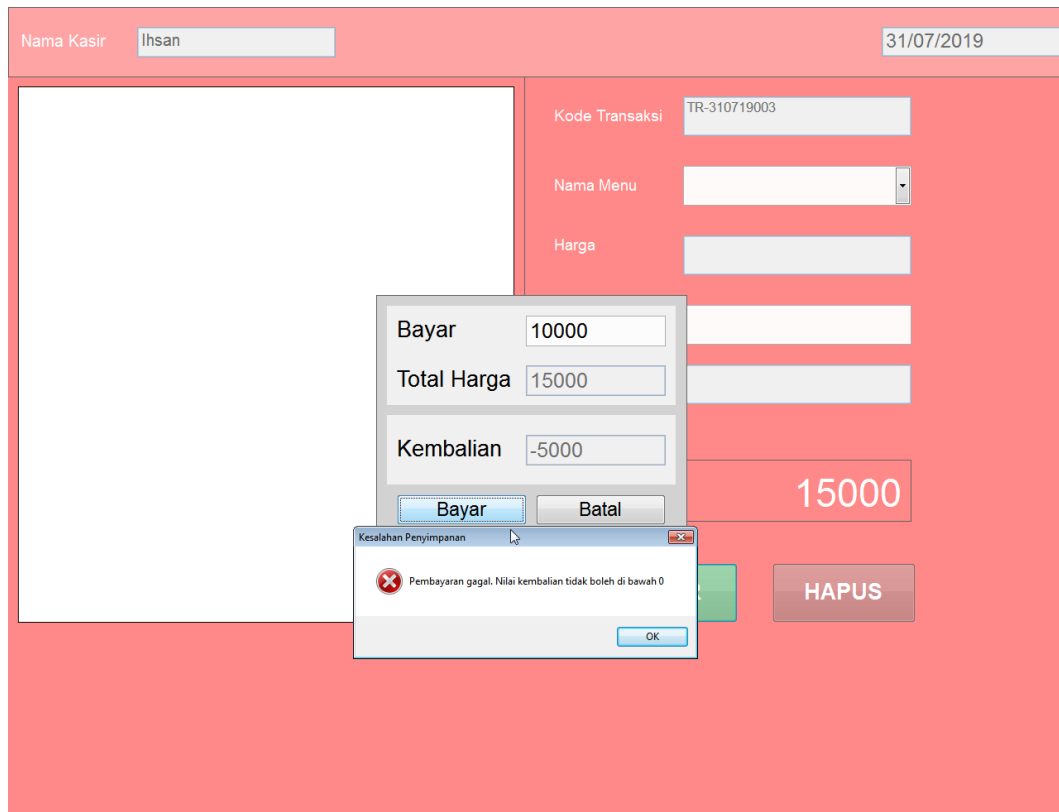 Nama Kasir Ihsan 31/07/2019
Kode Transaksi TR-310719003
Nama Menu
Harga
Bayar 10000
Total Harga 15000
Kembalian -5000
15000
Bayar Batal
Kesalahan Penyimpanan
Pembayaran gagal. Nilai kembalian tidak boleh di bawah 0
HAPUS
OK